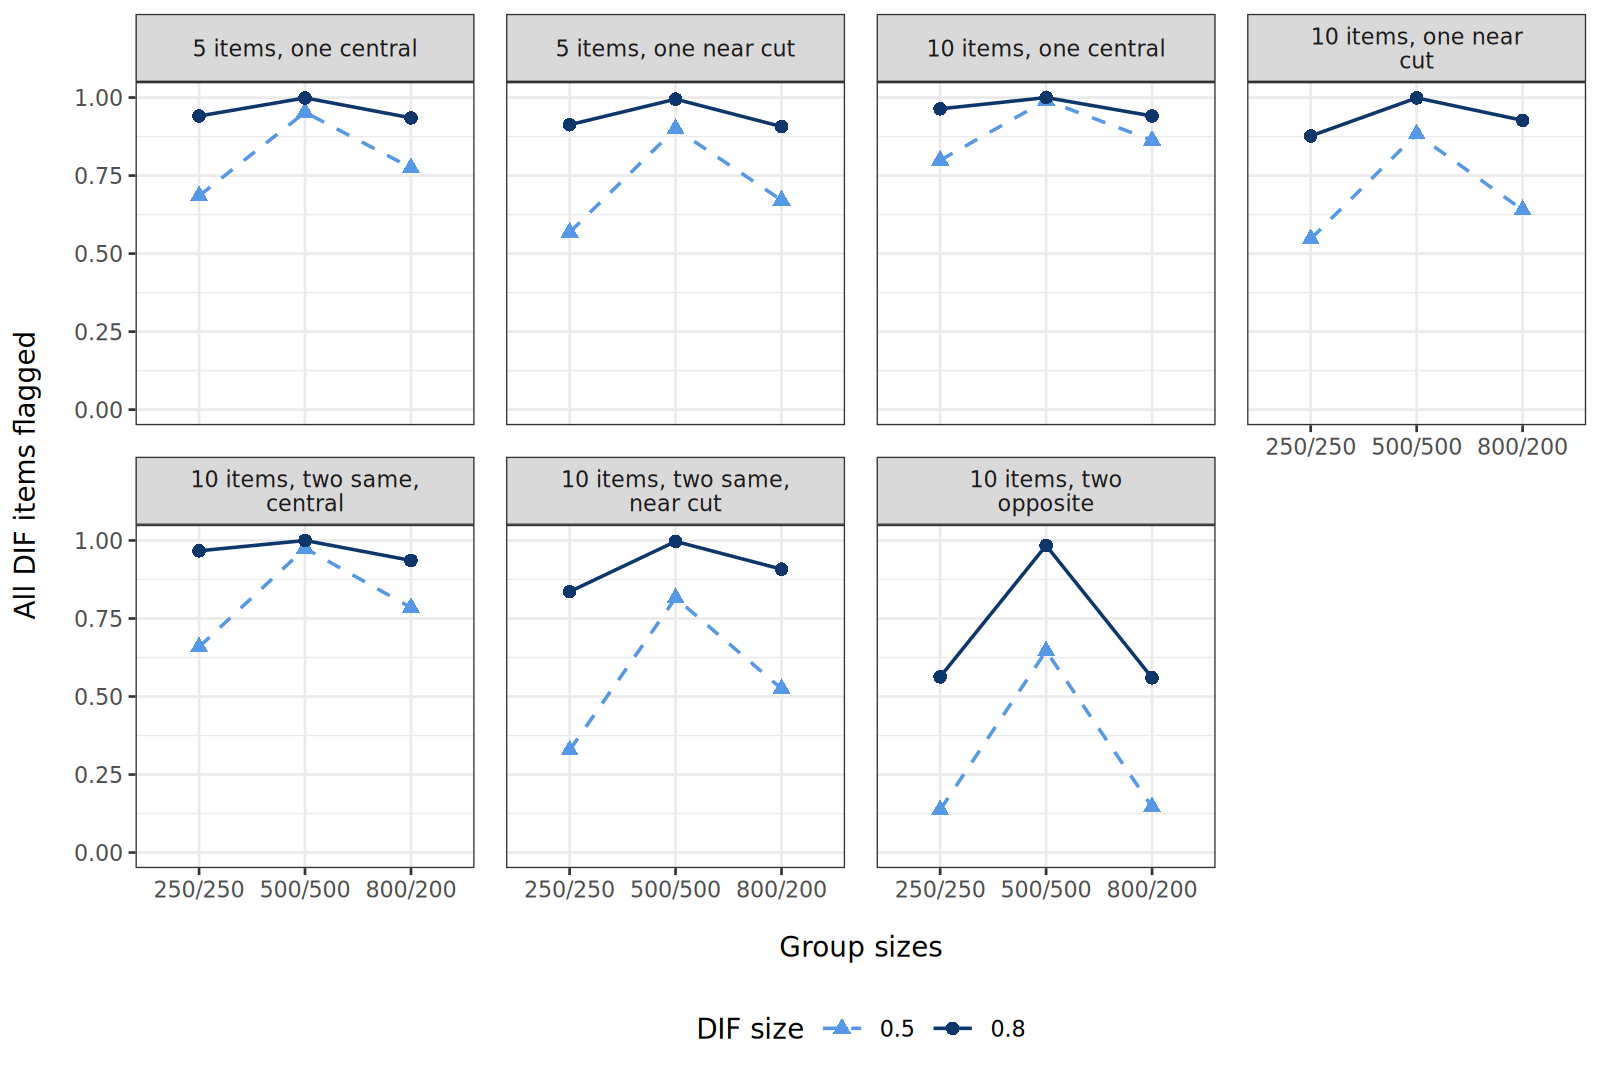 5 items, one central
5 items, one near cut
10 items, one central
10 items, one near
cut
1.00
0.75
0.50
0.25
0.00
250/250 500/500 800/200
All DIF items flagged
10 items, two same,
central
10 items, two same,
near cut
10 items, two
opposite
1.00
0.75
0.50
0.25
0.00
250/250 500/500 800/200
250/250 500/500 800/200
250/250 500/500 800/200
Group sizes
DIF size 0.5 0.8